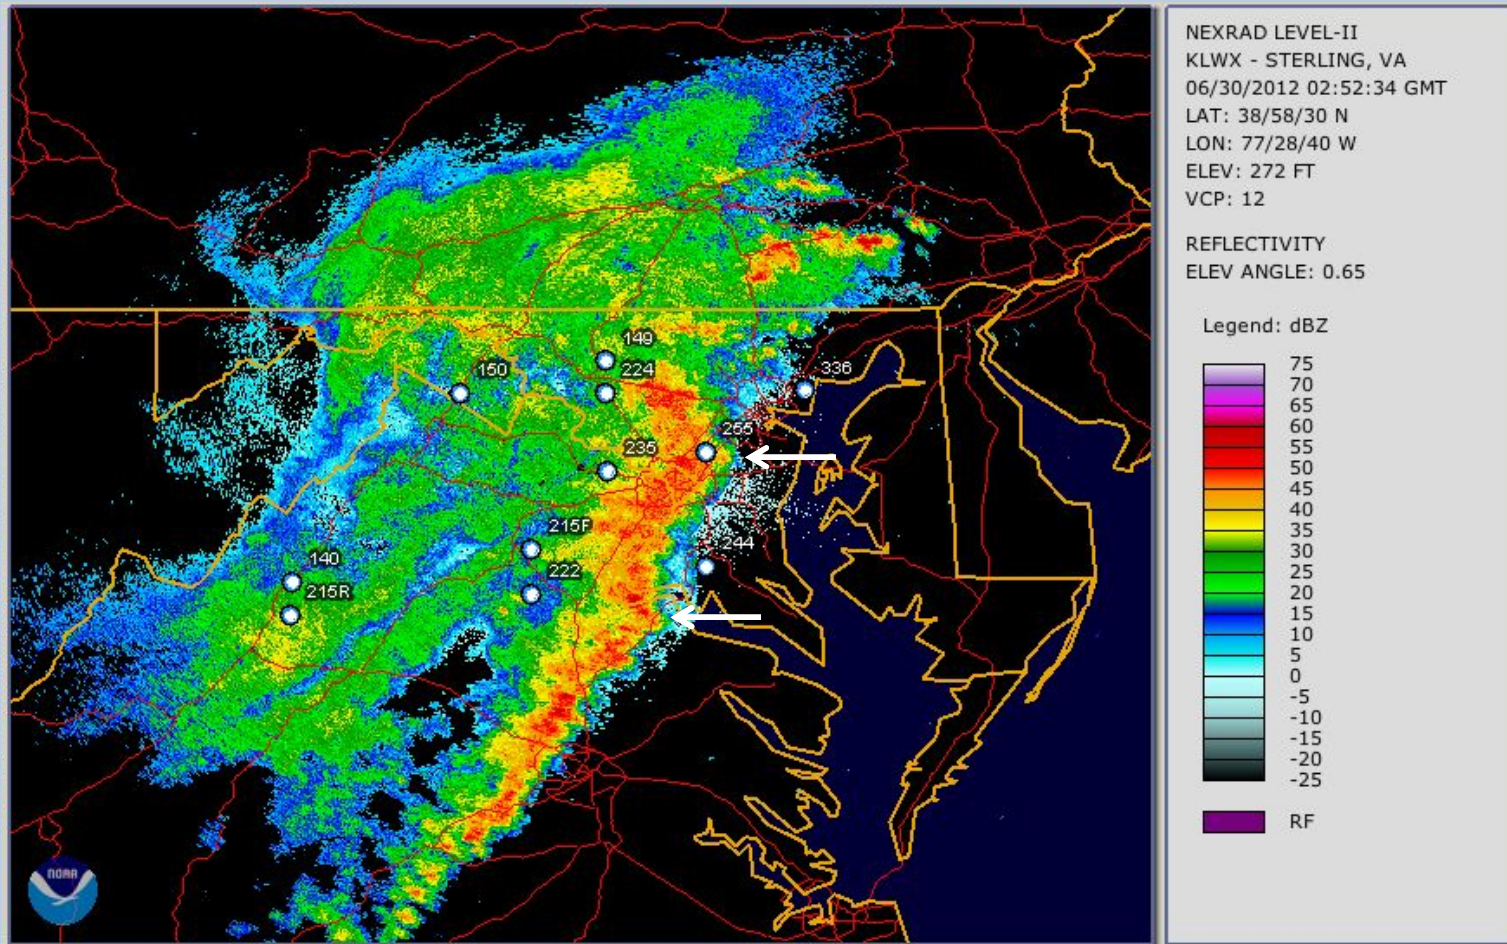 NEXRAD LEVEL-II
KLWX - STERLING, VA
06/30/2012 02:52:34 GMT
LAT: 38/58/30 N
LON: 77/28/40 W
ELEV: 272 FT
VCP: 12
REFLECTIVITY
ELEV ANGLE: 0.65
Legend: dBZ
75
70
65
60
55
50
45
40
35
30
25
20
15
10
5
0
-5
-10
-15
-20
-25
RF
149
150
224
336
255
235
215F
244
140
222
215R
NOAA